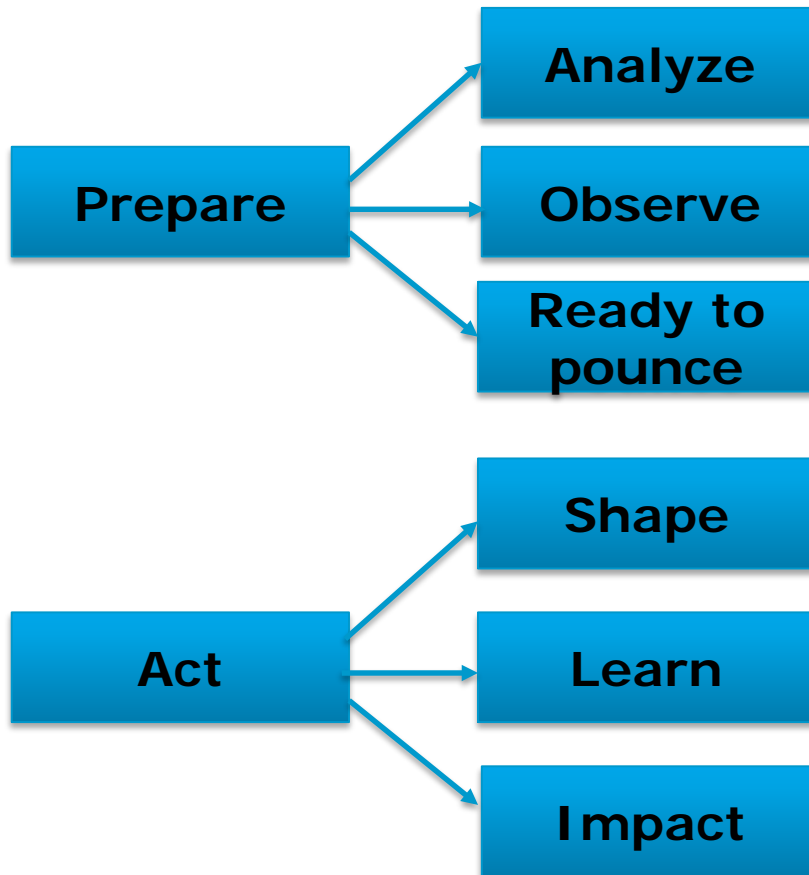 Prepare
Analyze
Observe
Ready to
pounce
Act
Shape
Learn
Impact